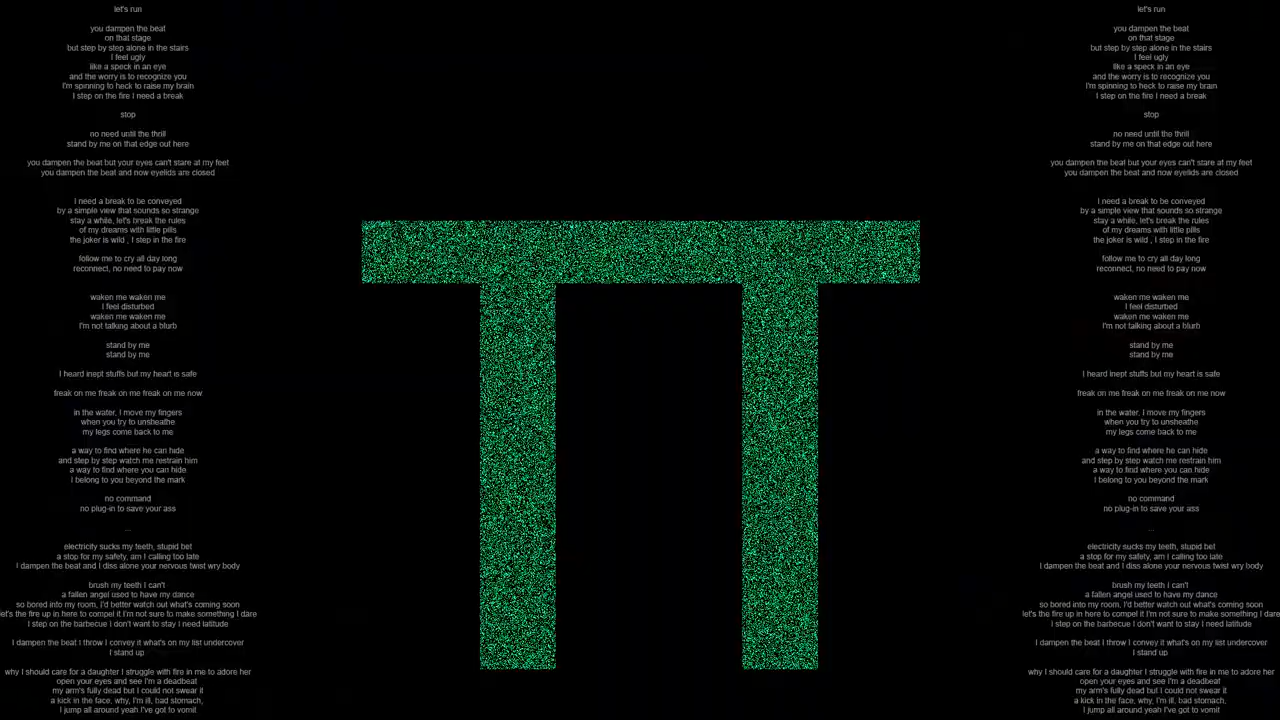 let's run
you dampen the beat
on that stage
but step by step alone in the stairs
I feel ugly
like a speck in an eye
and the worry is to recognize you
I'm spinning to heck to raise my brain
I step on the fire I need a break
stop
no need until the thrill
stand by me on that edge out here
you dampen the beat but your eyes can't stare at my feet
you dampen the beat and now eyelids are closed
I need a break to be conveyed
by a simple view that sounds so strange
stay a while, let's break the rules
of my dreams with little pills
the joker is wild , I step in the fire
follow me to cry all day long
reconnect, no need to pay now
waken me waken me
I feel disturbed
waken me waken me
I'm not talking about a blurb
stand by me
stand by me
I heard inept stuffs but my heart is safe
freak on me freak on me freak on me now
in the water, I move my fingers
when you try to unsheathe
my legs come back to me
a way to find where he can hide
and step by step watch me restrain him
a way to find where you can hide
I belong to you beyond the mark
no command
no plug-in to save your ass
...
electricity sucks my teeth, stupid bet
a stop for my safety, am I calling too late
I dampen the beat and I diss alone your nervous twist wry body
brush my teeth I can't
a fallen angel used to have my dance
so bored into my room, I'd better watch out what's coming soon
let's the fire up in here to compel it I'm not sure to make something I dare
I step on the barbecue I don't want to stay I need latitude
I dampen the beat I throw I convey it what's on my list undercover
I stand up
why I should care for a daughter I struggle with fire in me to adore her
open your eyes and see I'm a deadbeat
my arm's fully dead but I could not swear it
a kick in the face, why, I'm ill, bad stomach,
I jump all around yeah I've got to vomit
TT
let's run
you dampen the beat
on that stage
but step by step alone in the stairs
I feel ugly
like a speck in an eye
and the worry is to recognize you
I'm spinning to heck to raise my brain
I step on the fire I need a break
stop
no need until the thrill
stand by me on that edge out here
you dampen the beat but your eyes can't stare at my feet
you dampen the beat and now eyelids are closed
I need a break to be conveyed
by a simple view that sounds so strange
stay a while, let's break the rules
of my dreams with little pills
the joker is wild , I step in the fire
follow me to cry all day long
reconnect, no need to pay now
waken me waken me
I feel disturbed
waken me waken me
I'm not talking about a blurb
stand by me
stand by me
I heard inept stuffs but my heart is safe
freak on me freak on me freak on me now
in the water, I move my fingers
when you try to unsheathe
my legs come back to me
a way to find where he can hide
and step by step watch me restrain him
a way to find where you can hide
I belong to you beyond the mark
no command
no plug-in to save your ass
...
electricity sucks my teeth, stupid bet
a stop for my safety, am I calling too late
I dampen the beat and I diss alone your nervous twist wry body
brush my teeth I can't
a fallen angel used to have my dance
so bored into my room, I'd better watch out what's coming soon
let's the fire up in here to compel it I'm not sure to make something I dare
I step on the barbecue I don't want to stay I need latitude
I dampen the beat I throw I convey it what's on my list undercover
I stand up
why I should care for a daughter I struggle with fire in me to adore her
open your eyes and see I'm a deadbeat
my arm's fully dead but I could not swear it
a kick in the face, why, I'm ill, bad stomach,
I jump all around yeah I've got to vomit